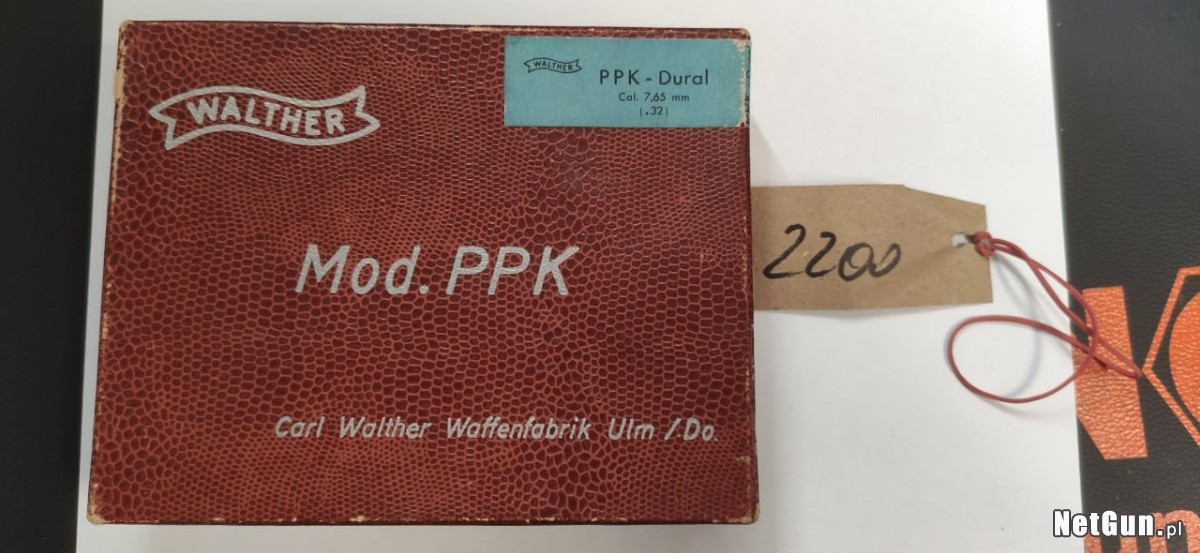 WALTHER
WALTHER
PPK - Dural
Cal. 7,65 mm
(.32)
Mod. PPK
Carl Walther Waffenfabrik Ulm /Do.
2200
NetGun.pl